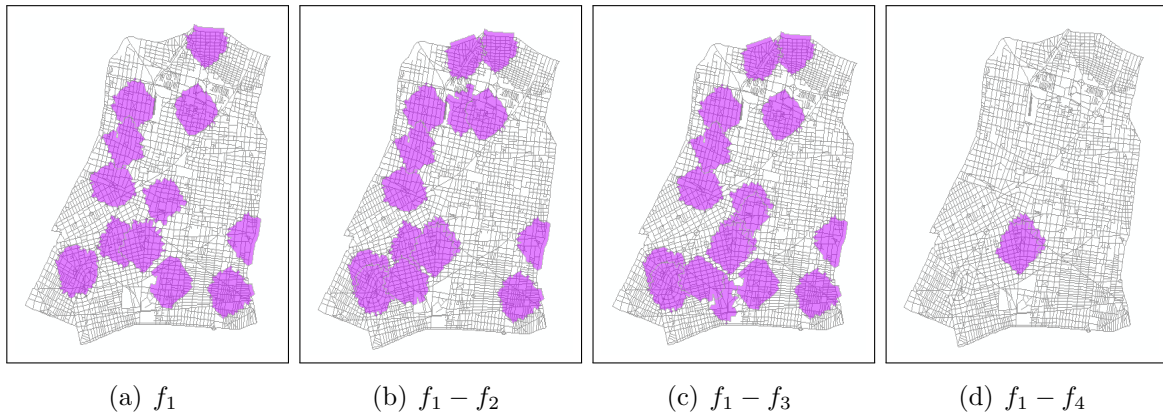 (a) f₁
(b) f₁ − f₂
(c) f₁ − f₃
(d) f₁ − f₄